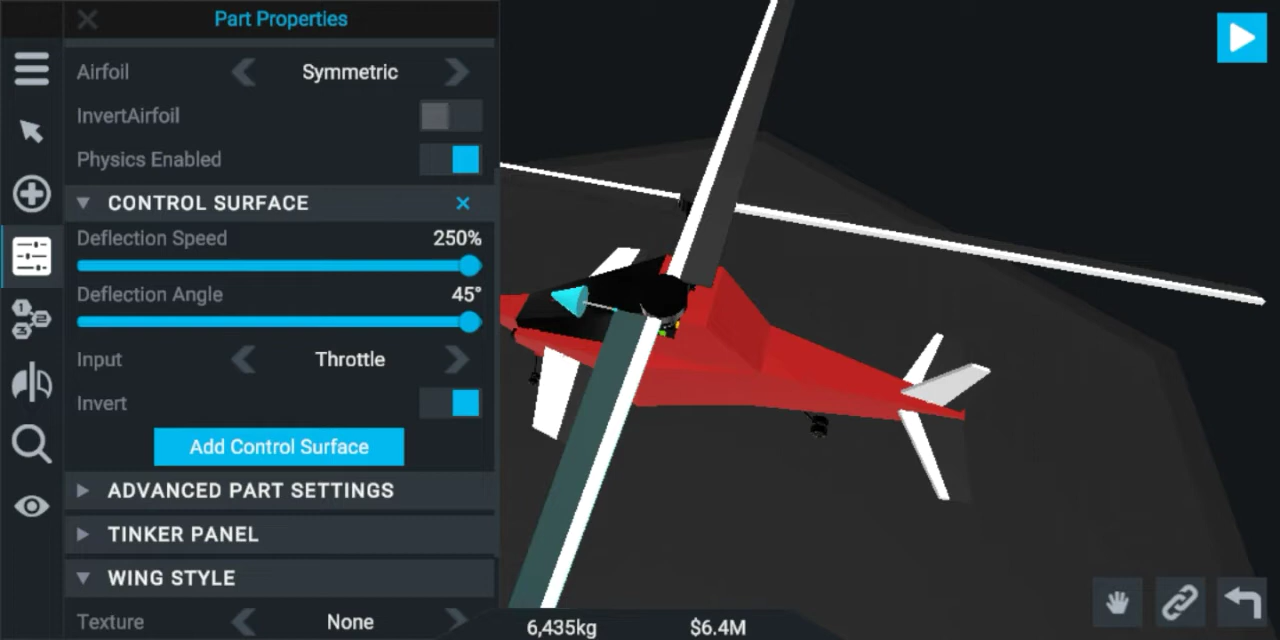 Part Properties
Airfoil Symmetric
InvertAirfoil
Physics Enabled
CONTROL SURFACE
Deflection Speed 250%
Deflection Angle 45°
Input Throttle
Invert
Add Control Surface
ADVANCED PART SETTINGS
TINKER PANEL
WING STYLE
Texture None
6,435kg $6.4M